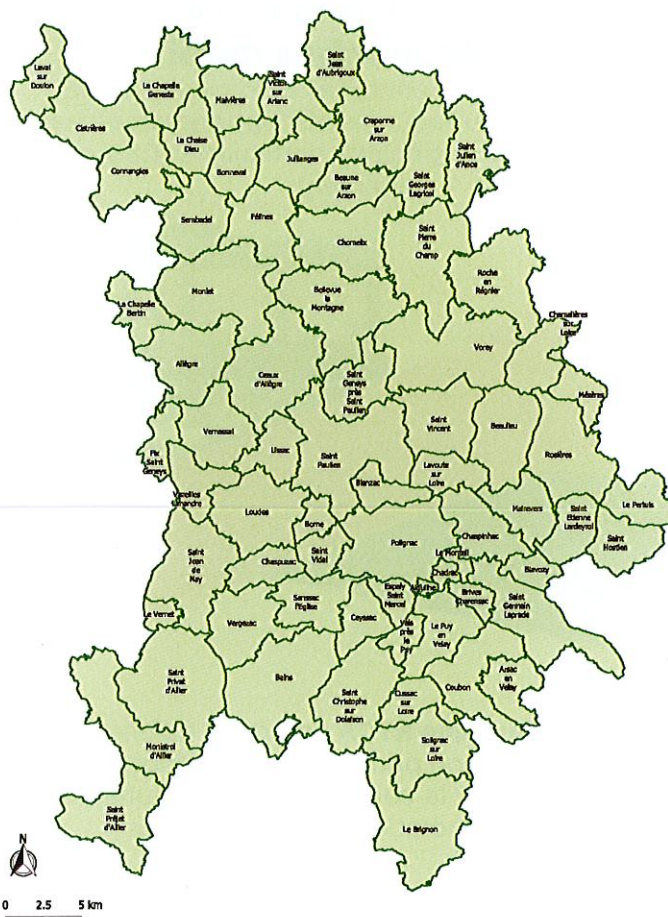 Laval
sur
Doulon
La Chapelle
Geneste
Malvières
Saint
Victor
sur
Arlanc
Saint
Jean
d'Aubrigoux
Cistrières
La Chaise
Dieu
Craponne
sur
Arzon
Saint
Julien
d'Ance
Connangles
Bonneval
Jullianges
Beaune
sur
Arzon
Saint
Georges
Lagricol
Sembadel
Félines
Chomelix
Saint
Pierre
du
Champ
Roche
en
Régnier
Monlet
Bellevue
la
Montagne
La Chapelle
Bertin
Chamalières
sur
Loire
Vorey
Allègre
Céaux
d'Allègre
Saint
Geneys
près
Saint
Paulien
Mézères
Vernassal
Saint
Vincent
Beaulieu
Fix
Saint
Geneys
Lissac
Saint
Paulien
Rosières
Lavoute
sur
Loire
Blanzac
Vazeilles
Limandre
Loudes
Malrevers
Saint
Etienne
Lardeyrol
Le Pertuis
Borne
Polignac
Chaspinhac
Saint
Hostien
Saint
Jean
de
Nay
Chaspuzac
Saint
Vidal
Le Monteil
Chadrac
Blavozy
Sanssac
l'Eglise
Espaly
Saint
Marcel
Aiguilhe
Brives
Charensac
Saint
Germain
Laprade
Le Vernet
Vergezac
Ceyssac
Vals
près
le
Puy
Le Puy
en
Velay
Saint
Privat
d'Allier
Bains
Saint
Christophe
sur
Dolaison
Cussac
sur
Loire
Coubon
Arsac
en
Velay
Monistrol
d'Allier
Solignac
sur
Loire
Saint
Préjet
d'Allier
Le Brignon
N
0 2.5 5 km